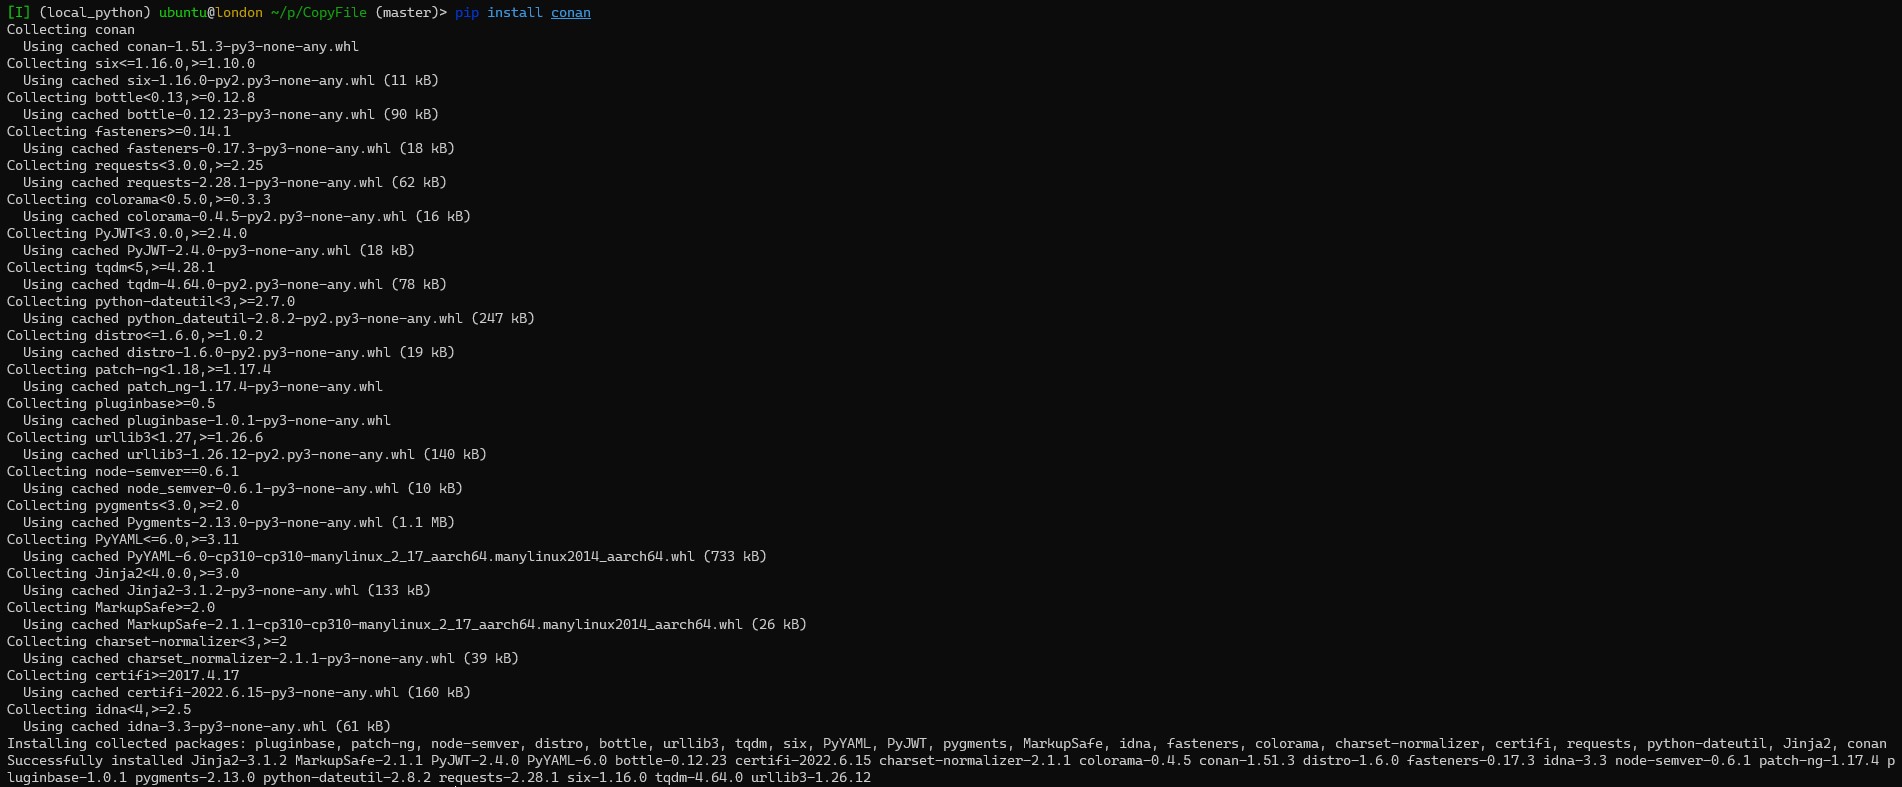 [I] (local_python) ubuntu@london ~/p/CopyFile (master)> pip install conan
Collecting conan
  Using cached conan-1.51.3-py3-none-any.whl
Collecting six<=1.16.0,>=1.10.0
  Using cached six-1.16.0-py2.py3-none-any.whl (11 kB)
Collecting bottle<0.13,>=0.12.8
  Using cached bottle-0.12.23-py3-none-any.whl (90 kB)
Collecting fasteners>=0.14.1
  Using cached fasteners-0.17.3-py3-none-any.whl (18 kB)
Collecting requests<3.0.0,>=2.25
  Using cached requests-2.28.1-py3-none-any.whl (62 kB)
Collecting colorama<0.5.0,>=0.3.3
  Using cached colorama-0.4.5-py2.py3-none-any.whl (16 kB)
Collecting PyJWT<3.0.0,>=2.4.0
  Using cached PyJWT-2.4.0-py3-none-any.whl (18 kB)
Collecting tqdm<5,>=4.28.1
  Using cached tqdm-4.64.0-py2.py3-none-any.whl (78 kB)
Collecting python-dateutil<3,>=2.7.0
  Using cached python_dateutil-2.8.2-py2.py3-none-any.whl (247 kB)
Collecting distro<=1.6.0,>=1.0.2
  Using cached distro-1.6.0-py2.py3-none-any.whl (19 kB)
Collecting patch-ng<1.18,>=1.17.4
  Using cached patch_ng-1.17.4-py3-none-any.whl
Collecting pluginbase>=0.5
  Using cached pluginbase-1.0.1-py3-none-any.whl
Collecting urllib3<1.27,>=1.26.6
  Using cached urllib3-1.26.12-py2.py3-none-any.whl (140 kB)
Collecting node-semver==0.6.1
  Using cached node_semver-0.6.1-py3-none-any.whl (10 kB)
Collecting pygments<3.0,>=2.0
  Using cached Pygments-2.13.0-py3-none-any.whl (1.1 MB)
Collecting PyYAML<=6.0,>=3.11
  Using cached PyYAML-6.0-cp310-cp310-manylinux_2_17_aarch64.manylinux2014_aarch64.whl (733 kB)
Collecting Jinja2<4.0.0,>=3.0
  Using cached Jinja2-3.1.2-py3-none-any.whl (133 kB)
Collecting MarkupSafe>=2.0
  Using cached MarkupSafe-2.1.1-cp310-cp310-manylinux_2_17_aarch64.manylinux2014_aarch64.whl (26 kB)
Collecting charset-normalizer<3,>=2
  Using cached charset_normalizer-2.1.1-py3-none-any.whl (39 kB)
Collecting certifi>=2017.4.17
  Using cached certifi-2022.6.15-py3-none-any.whl (160 kB)
Collecting idna<4,>=2.5
  Using cached idna-3.3-py3-none-any.whl (61 kB)
Installing collected packages: pluginbase, patch-ng, node-semver, distro, bottle, urllib3, tqdm, six, PyYAML, PyJWT, pygments, MarkupSafe, idna, fasteners, colorama, charset-normalizer, certifi, requests, python-dateutil, Jinja2, conan
Successfully installed Jinja2-3.1.2 MarkupSafe-2.1.1 PyJWT-2.4.0 PyYAML-6.0 bottle-0.12.23 certifi-2022.6.15 charset-normalizer-2.1.1 colorama-0.4.5 conan-1.51.3 distro-1.6.0 fasteners-0.17.3 idna-3.3 node-semver-0.6.1 patch-ng-1.17.4 p
luginbase-1.0.1 pygments-2.13.0 python-dateutil-2.8.2 requests-2.28.1 six-1.16.0 tqdm-4.64.0 urllib3-1.26.12